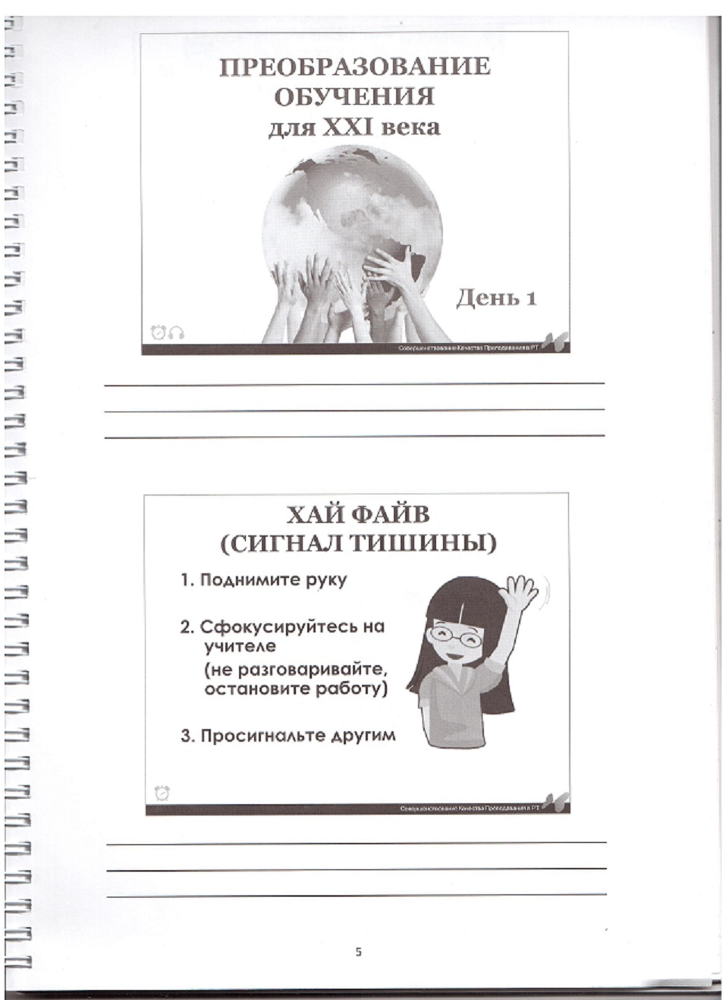 ПРЕОБРАЗОВАНИЕ
ОБУЧЕНИЯ
для XXI века
День 1
Совершенствование Качества Преподавания в РТ
ХАЙ ФАЙВ
(СИГНАЛ ТИШИНЫ)
1. Поднимите руку
2. Сфокусируйтесь на
учителе
(не разговаривайте,
остановите работу)
3. Просигнальте другим
Совершенствование Качества Преподавания в РТ
5